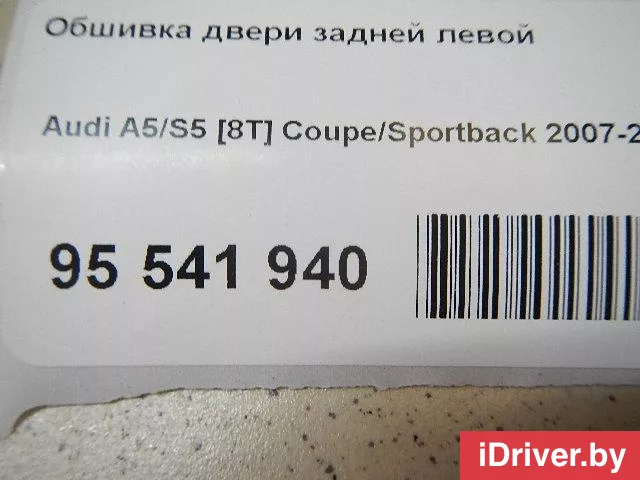 Обшивка двери задней левой
Audi A5/S5 [8T] Coupe/Sportback 2007-2
95 541 940
iDriver.by